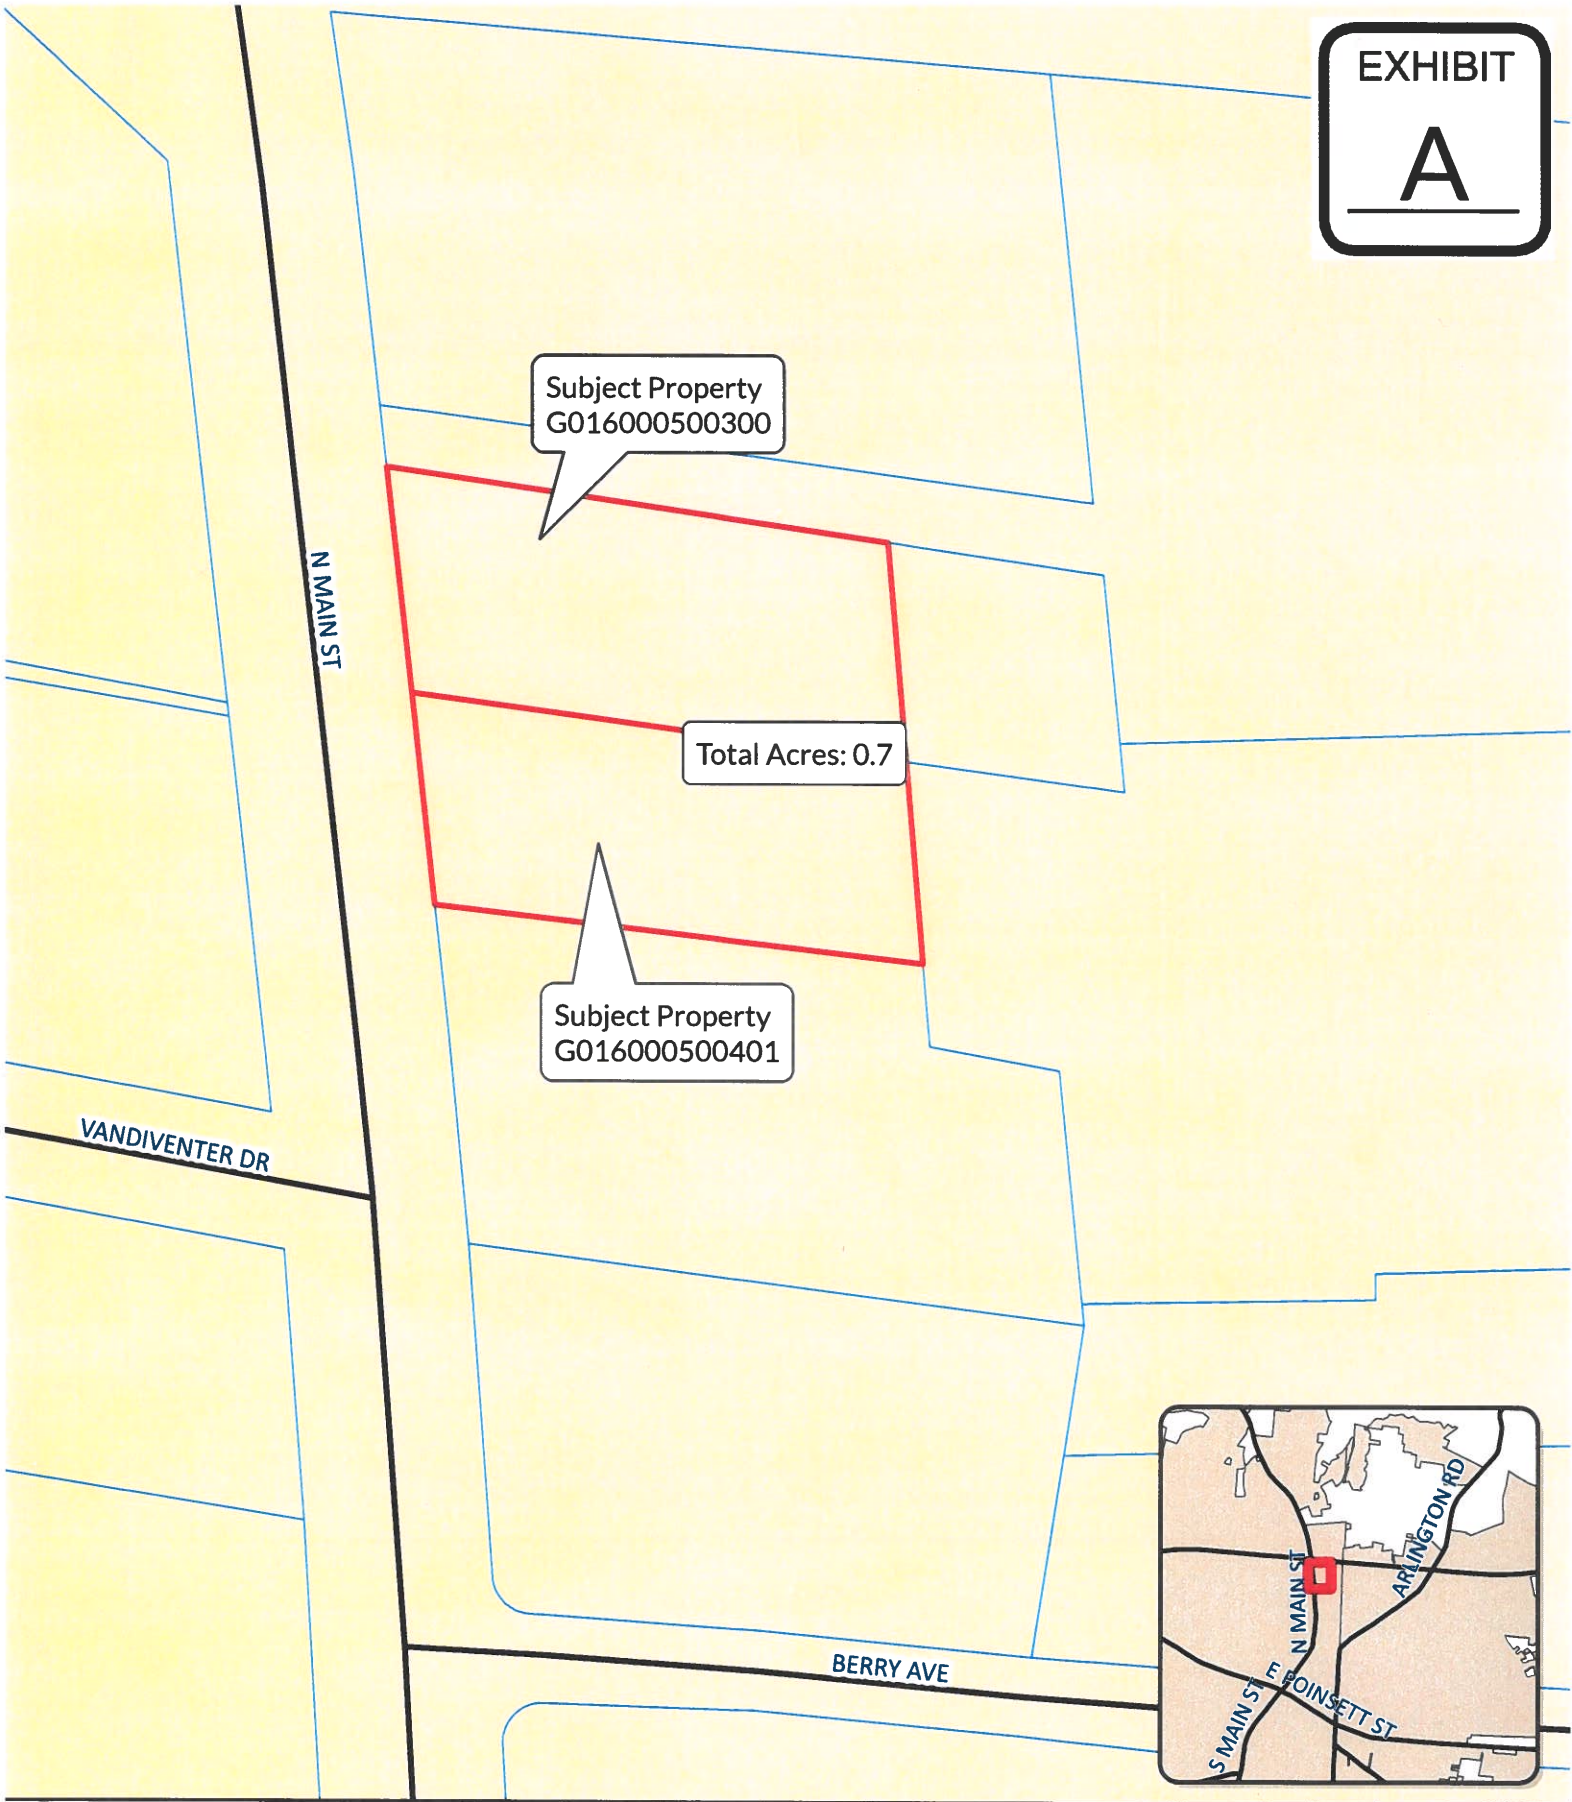 EXHIBIT
A
Subject Property
G016000500300
N MAIN ST
Total Acres: 0.7
Subject Property
G016000500401
VANDIVENTER DR
BERRY AVE
ARLINGTON RD
N MAIN ST
E POINSETT ST
S MAIN ST